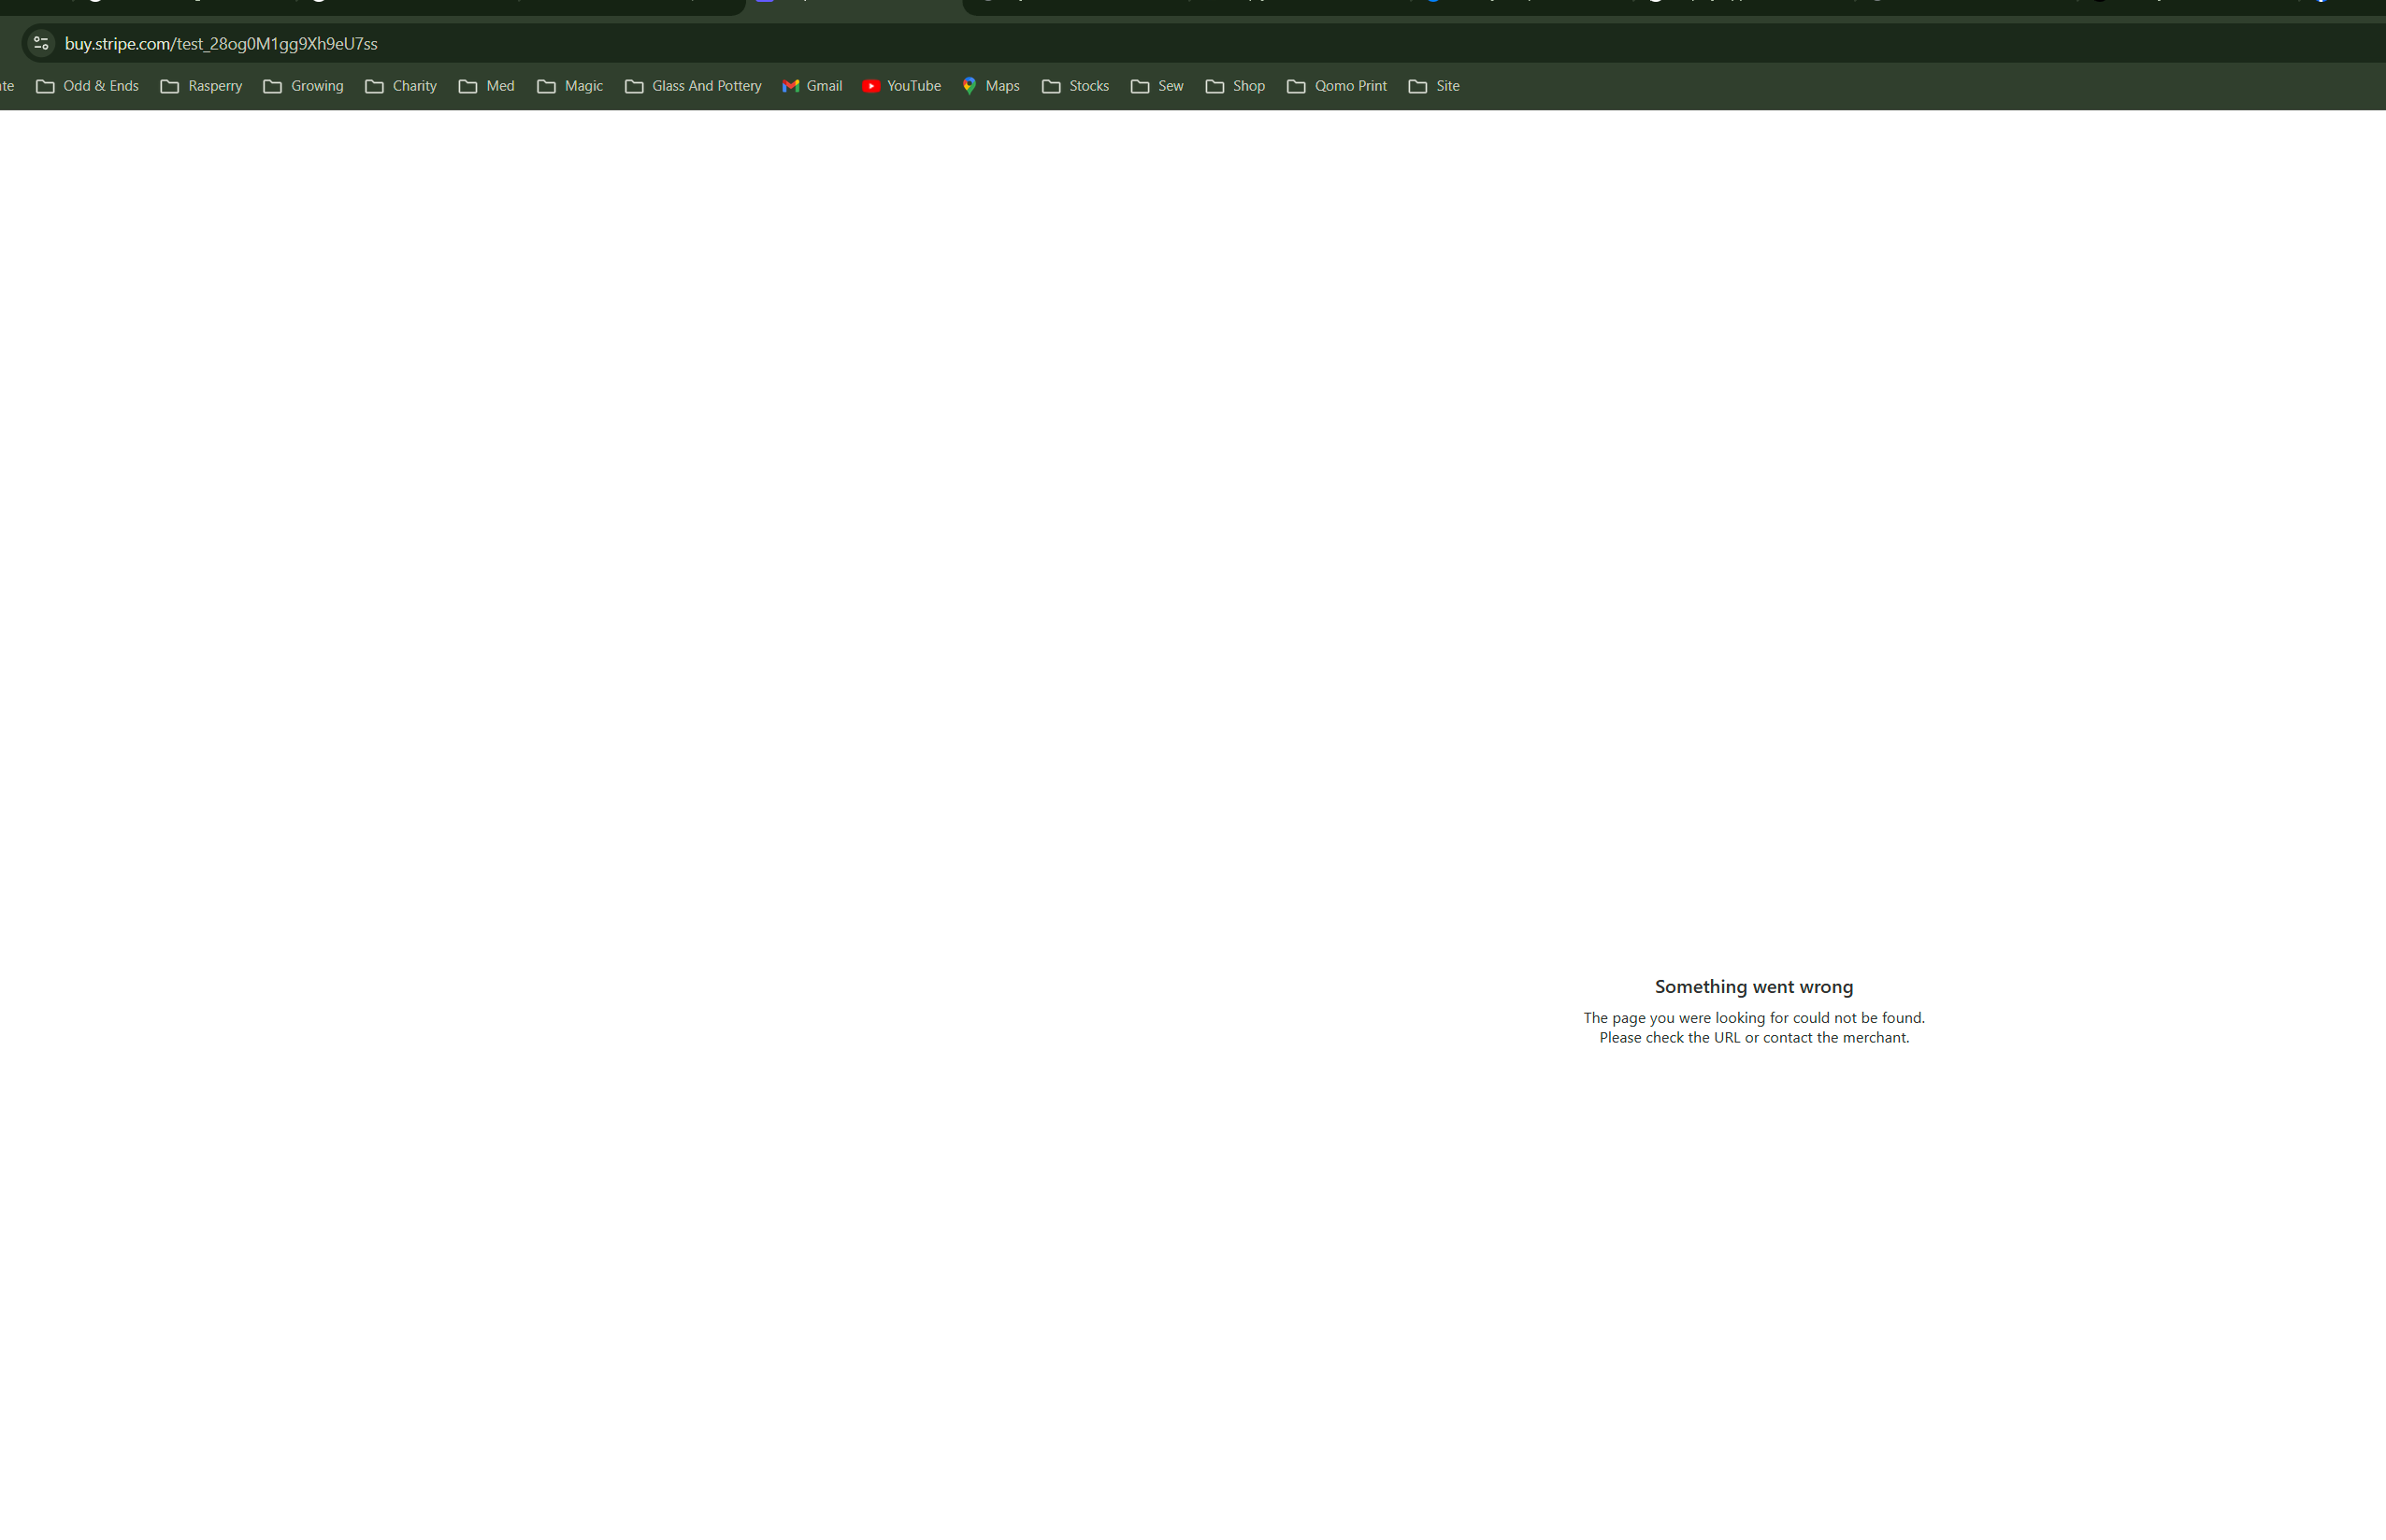 buy.stripe.com/test_28og0M1gg9Xh9eU7ss
te Odd & Ends Rasperry Growing Charity Med Magic Glass And Pottery Gmail YouTube Maps Stocks Sew Shop Qomo Print Site
Something went wrong
The page you were looking for could not be found.
Please check the URL or contact the merchant.